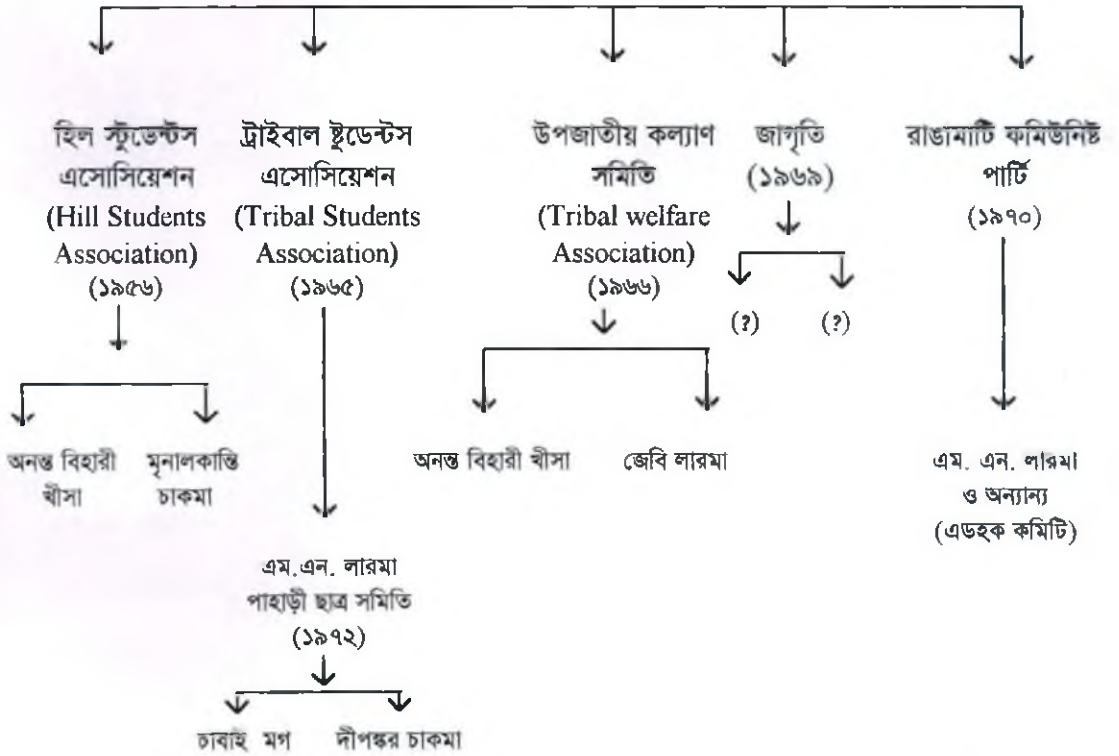 হিল স্টুডেন্টস
এসোসিয়েশন
(Hill Students
Association)
(১৯৫৬)
ট্রাইবাল ষ্টুডেন্টস
এসোসিয়েশন
(Tribal Students
Association)
(১৯৬৫)
উপজাতীয় কল্যাণ
সমিতি
(Tribal welfare
Association)
(১৯৬৬)
জাগৃতি
(১৯৬৯)
রাঙামাটি কমিউনিষ্ট
পার্টি
(১৯৭০)
(?)
(?)
অনন্ত বিহারী
খীসা
মৃনালকান্তি
চাকমা
অনন্ত বিহারী খীসা
জেবি লারমা
এম. এন. লারমা
ও অন্যান্য
(এডহক কমিটি)
এম.এন. লারমা
পাহাড়ী ছাত্র সমিতি
(১৯৭২)
চাবাই মগ
দীপঙ্কর চাকমা